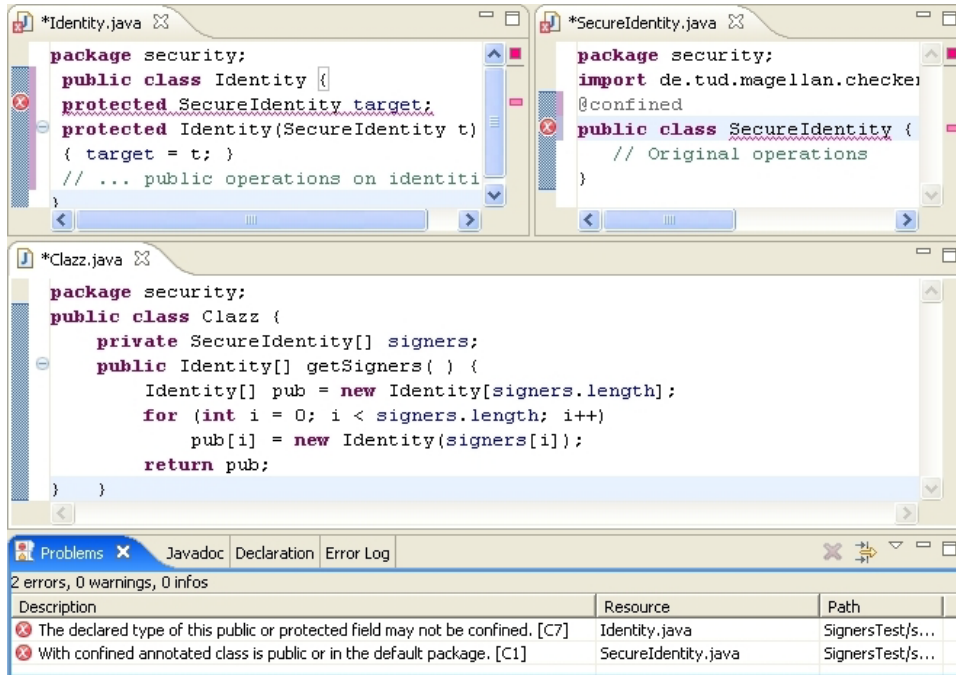 *Identity.java
package security;
public class Identity {
protected SecureIdentity target;
protected Identity(SecureIdentity t)
{ target = t; }
// ... public operations on identiti
}
*SecureIdentity.java
package security;
import de.tud.magellan.checker
@confined
public class SecureIdentity {
// Original operations
}
*Clazz.java
package security;
public class Clazz {
private SecureIdentity[] signers;
public Identity[] getSigners( ) {
Identity[] pub = new Identity[signers.length];
for (int i = 0; i < signers.length; i++)
pub[i] = new Identity(signers[i]);
return pub;
} }
Problems Javadoc Declaration Error Log
2 errors, 0 warnings, 0 infos
Description Resource Path
The declared type of this public or protected field may not be confined. [C7] Identity.java SignersTest/s...
With confined annotated class is public or in the default package. [C1] SecureIdentity.java SignersTest/s...